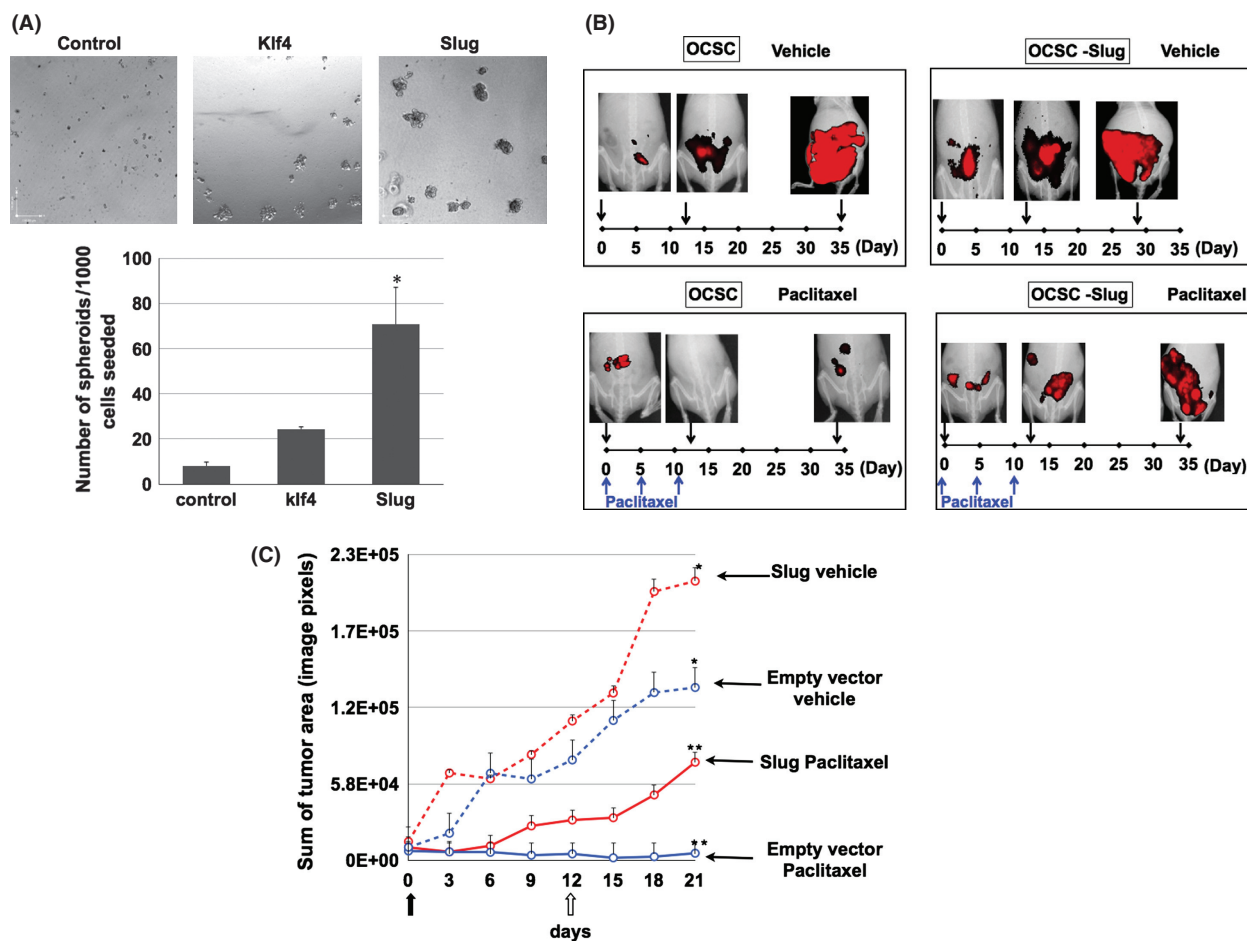 (A)
Control Klf4 Slug
100
80
60
40
20
0
Number of spheroids/1000
cells seeded
*
control klf4 Slug
(B)
OCSC Vehicle
0 5 10 15 20 25 30 35 (Day)
OCSC -Slug Vehicle
0 5 10 15 20 25 30 35 (Day)
OCSC Paclitaxel
0 5 10 15 20 25 30 35 (Day)
Paclitaxel
OCSC -Slug Paclitaxel
0 5 10 15 20 25 30 35 (Day)
Paclitaxel
(C)
Sum of tumor area (image pixels)
2.3E+05
1.7E+05
1.2E+05
5.8E+04
0E+00
0 3 6 9 12 15 18 21
days
* Slug vehicle
* Empty vector
vehicle
** Slug Paclitaxel
** Empty vector
Paclitaxel